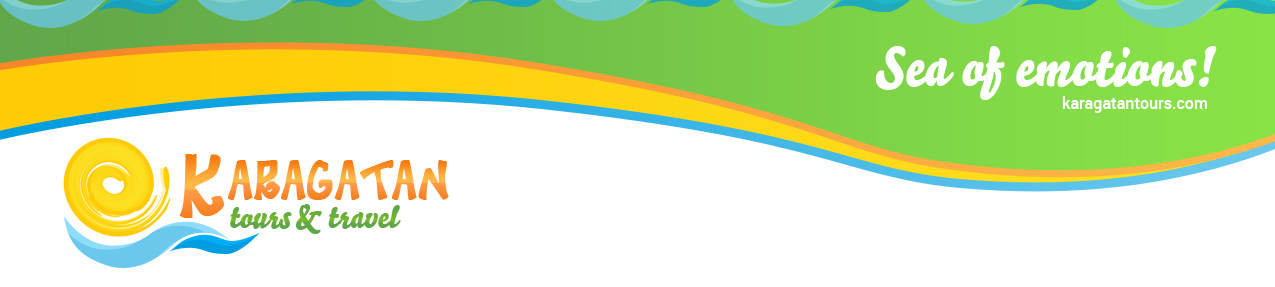 Sea of emotions!
karagatantours.com
KARAGATAN
tours & travel